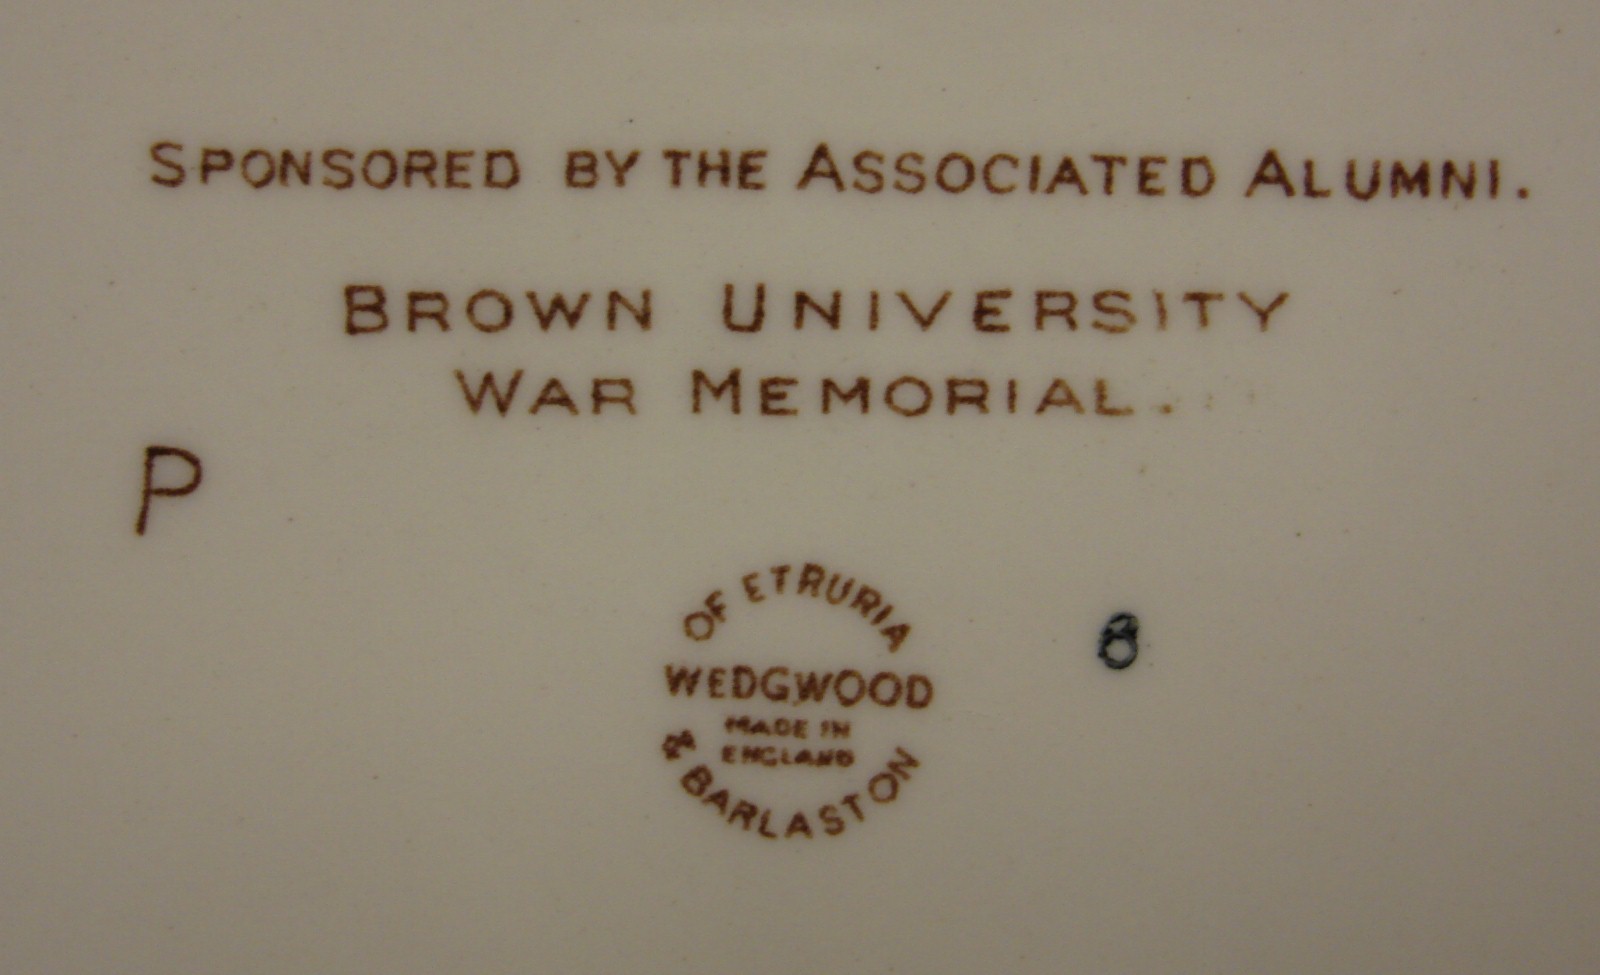 SPONSORED BY THE ASSOCIATED ALUMNI.
BROWN UNIVERSITY
WAR MEMORIAL.
P
OF ETRURIA
WEDGWOOD
MADE IN
ENGLAND
& BARLASTON
8